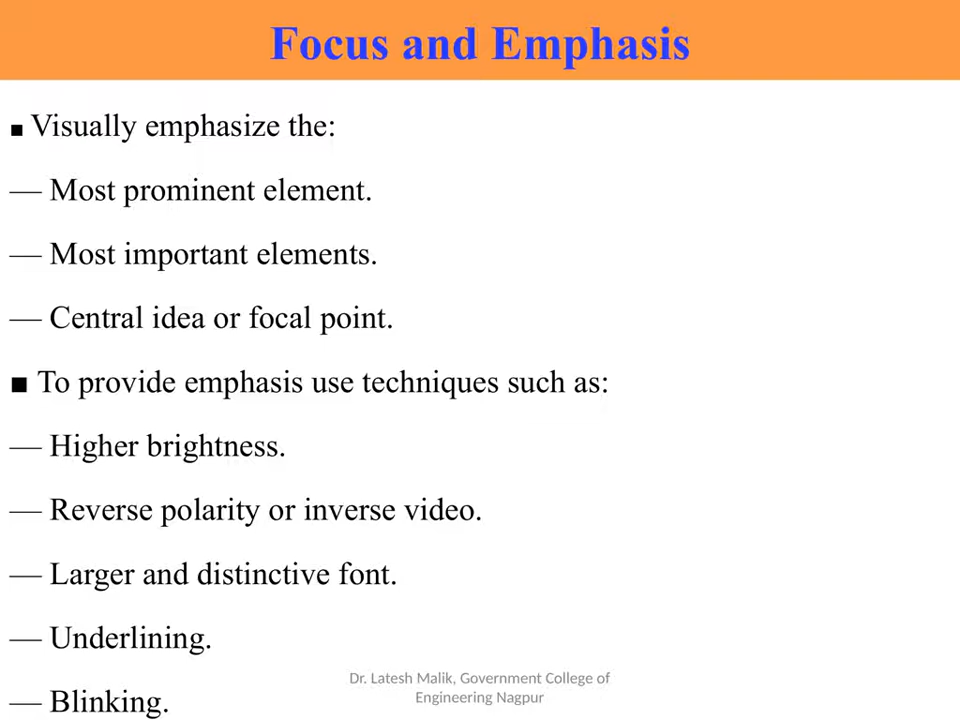 Focus and Emphasis
■ Visually emphasize the:
— Most prominent element.
— Most important elements.
— Central idea or focal point.
■ To provide emphasis use techniques such as:
— Higher brightness.
— Reverse polarity or inverse video.
— Larger and distinctive font.
— Underlining.
— Blinking.
Dr. Latesh Malik, Government College of
Engineering Nagpur